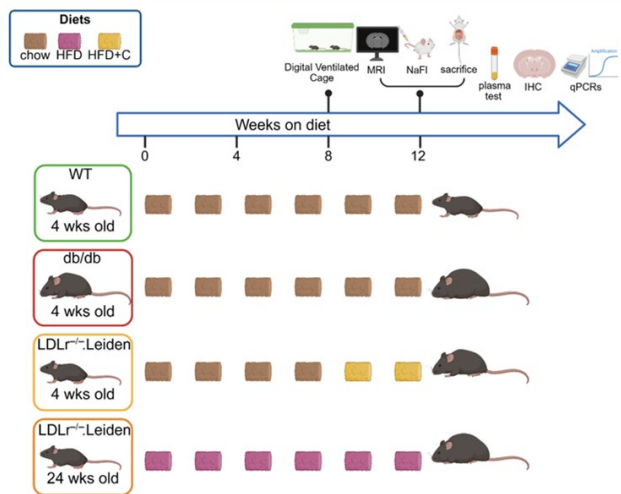 Diets
chow HFD HFD+C
Amplification
Digital Ventilated
Cage
MRI
NaFl
sacrifice
plasma
test
IHC
qPCRs
Weeks on diet
0 4 8 12
WT
4 wks old
db/db
4 wks old
LDLr−/−.Leiden
4 wks old
LDLr−/−.Leiden
24 wks old